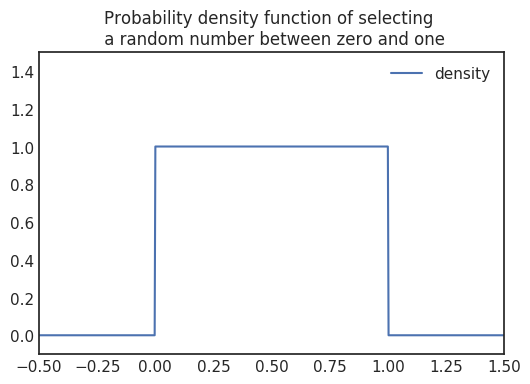 Probability density function of selecting
a random number between zero and one
density
1.4
1.2
1.0
0.8
0.6
0.4
0.2
0.0
−0.50 −0.25 0.00 0.25 0.50 0.75 1.00 1.25 1.50